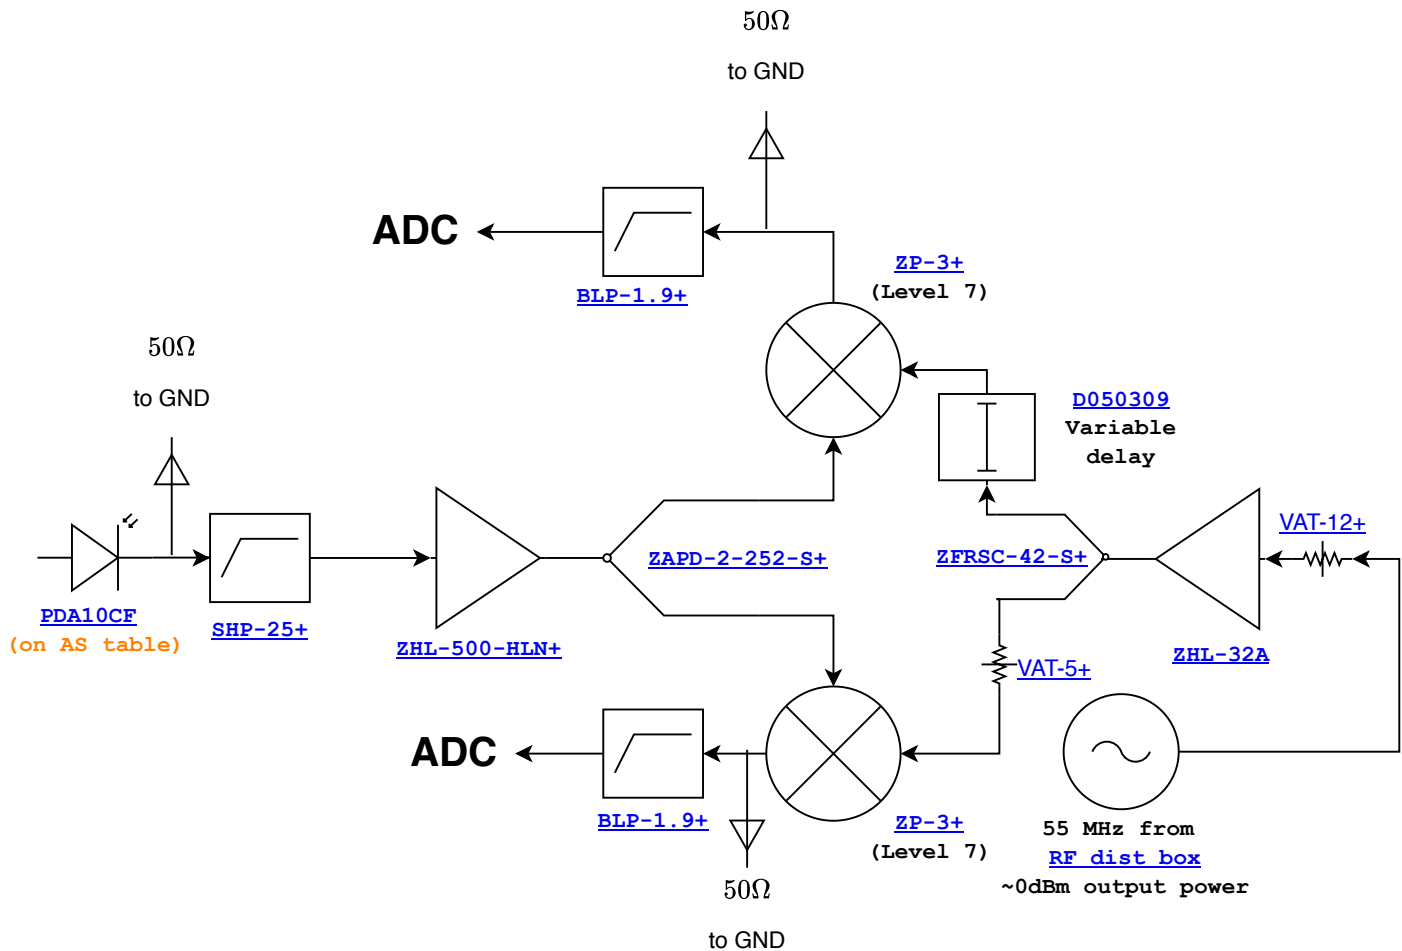 50Ω
to GND
ADC
BLP-1.9+
ZP-3+
(Level 7)
50Ω
to GND
D050309
Variable
delay
PDA10CF
(on AS table)
SHP-25+
ZHL-500-HLN+
ZAPD-2-252-S+
ZFRSC-42-S+
VAT-12+
ZHL-32A
VAT-5+
ADC
BLP-1.9+
ZP-3+
(Level 7)
50Ω
to GND
55 MHz from
RF dist box
~0dBm output power